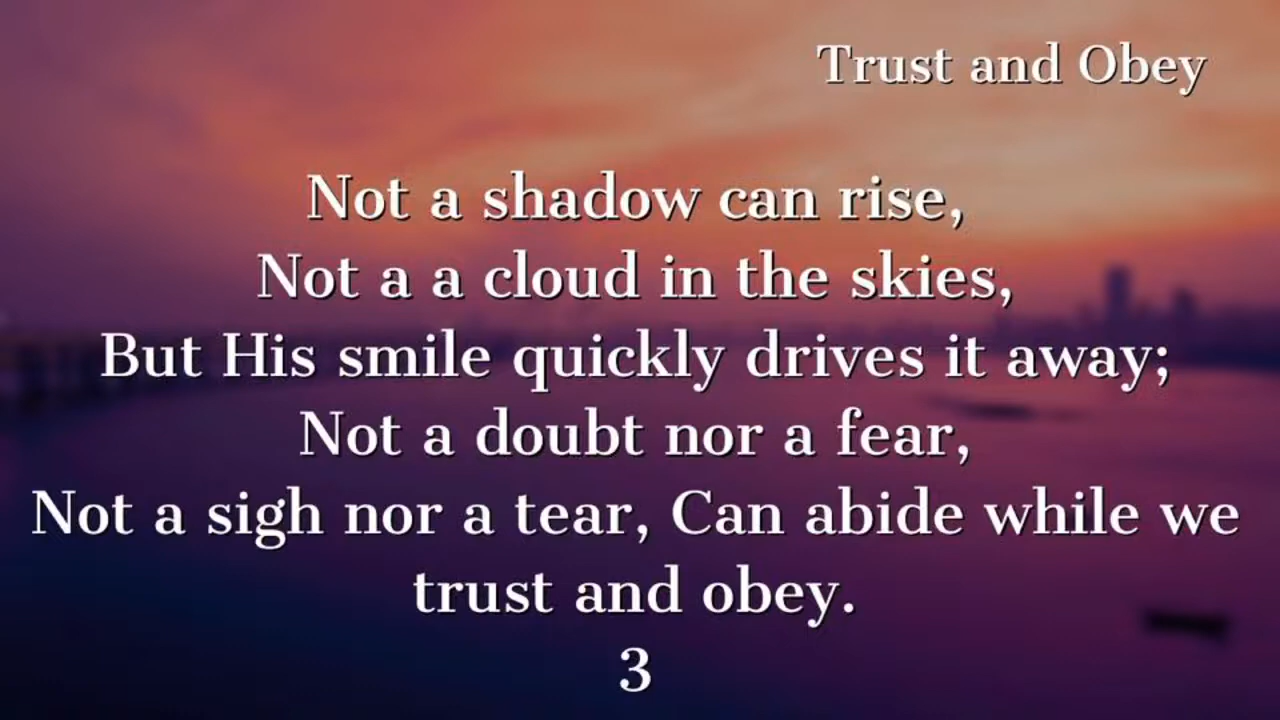 Trust and Obey
Not a shadow can rise,
Not a a cloud in the skies,
But His smile quickly drives it away;
Not a doubt nor a fear,
Not a sigh nor a tear, Can abide while we
trust and obey.
3